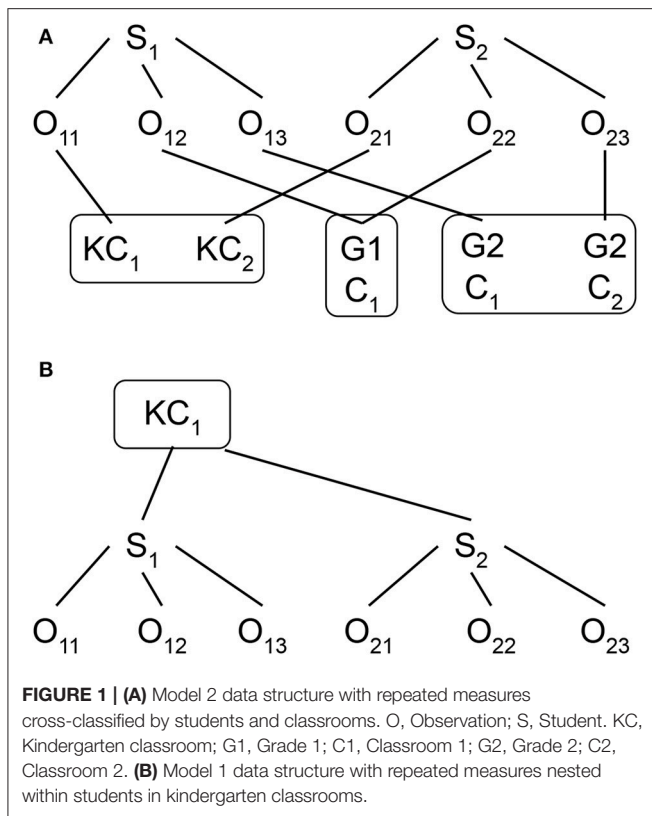 A
S₁ S₂
O₁₁ O₁₂ O₁₃ O₂₁ O₂₂ O₂₃
KC₁ KC₂ G1 G2 G2
C₁ C₁ C₂
B
KC₁
S₁ S₂
O₁₁ O₁₂ O₁₃ O₂₁ O₂₂ O₂₃
FIGURE 1 | (A) Model 2 data structure with repeated measures
cross-classified by students and classrooms. O, Observation; S, Student. KC,
Kindergarten classroom; G1, Grade 1; C1, Classroom 1; G2, Grade 2; C2,
Classroom 2. (B) Model 1 data structure with repeated measures nested
within students in kindergarten classrooms.